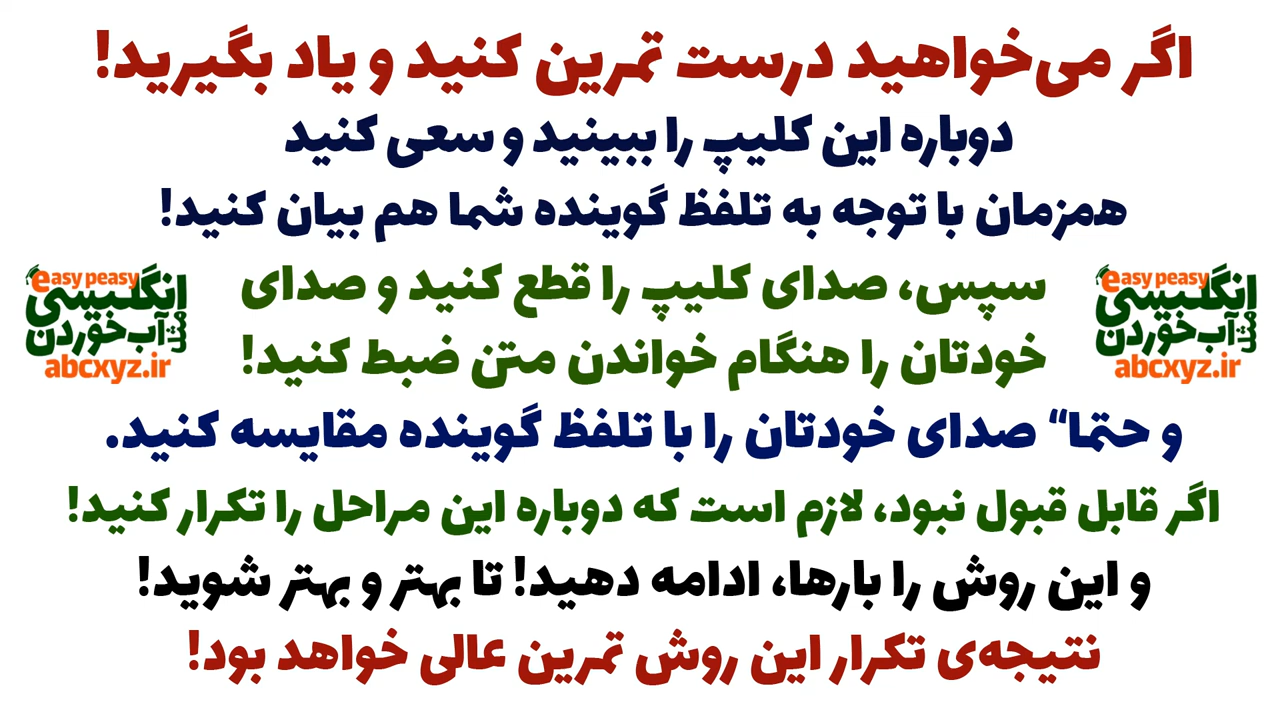 اگر می‌خواهید درست تمرین کنید و یاد بگیرید!
دوباره این کلیپ را ببینید و سعی کنید
همزمان با توجه به تلفظ گوینده شما هم بیان کنید!
سپس، صدای کلیپ را قطع کنید و صدای
خودتان را هنگام خواندن متن ضبط کنید!
و حتما“ صدای خودتان را با تلفظ گوینده مقایسه کنید.
اگر قابل قبول نبود، لازم است که دوباره این مراحل را تکرار کنید!
و این روش را بارها، ادامه دهید! تا بهتر و بهتر شوید!
نتیجه‌ی تکرار این روش تمرین عالی خواهد بود!
easy peasy
انگلیسی
مثل آب خوردن
abcxyz.ir
easy peasy
انگلیسی
مثل آب خوردن
abcxyz.ir